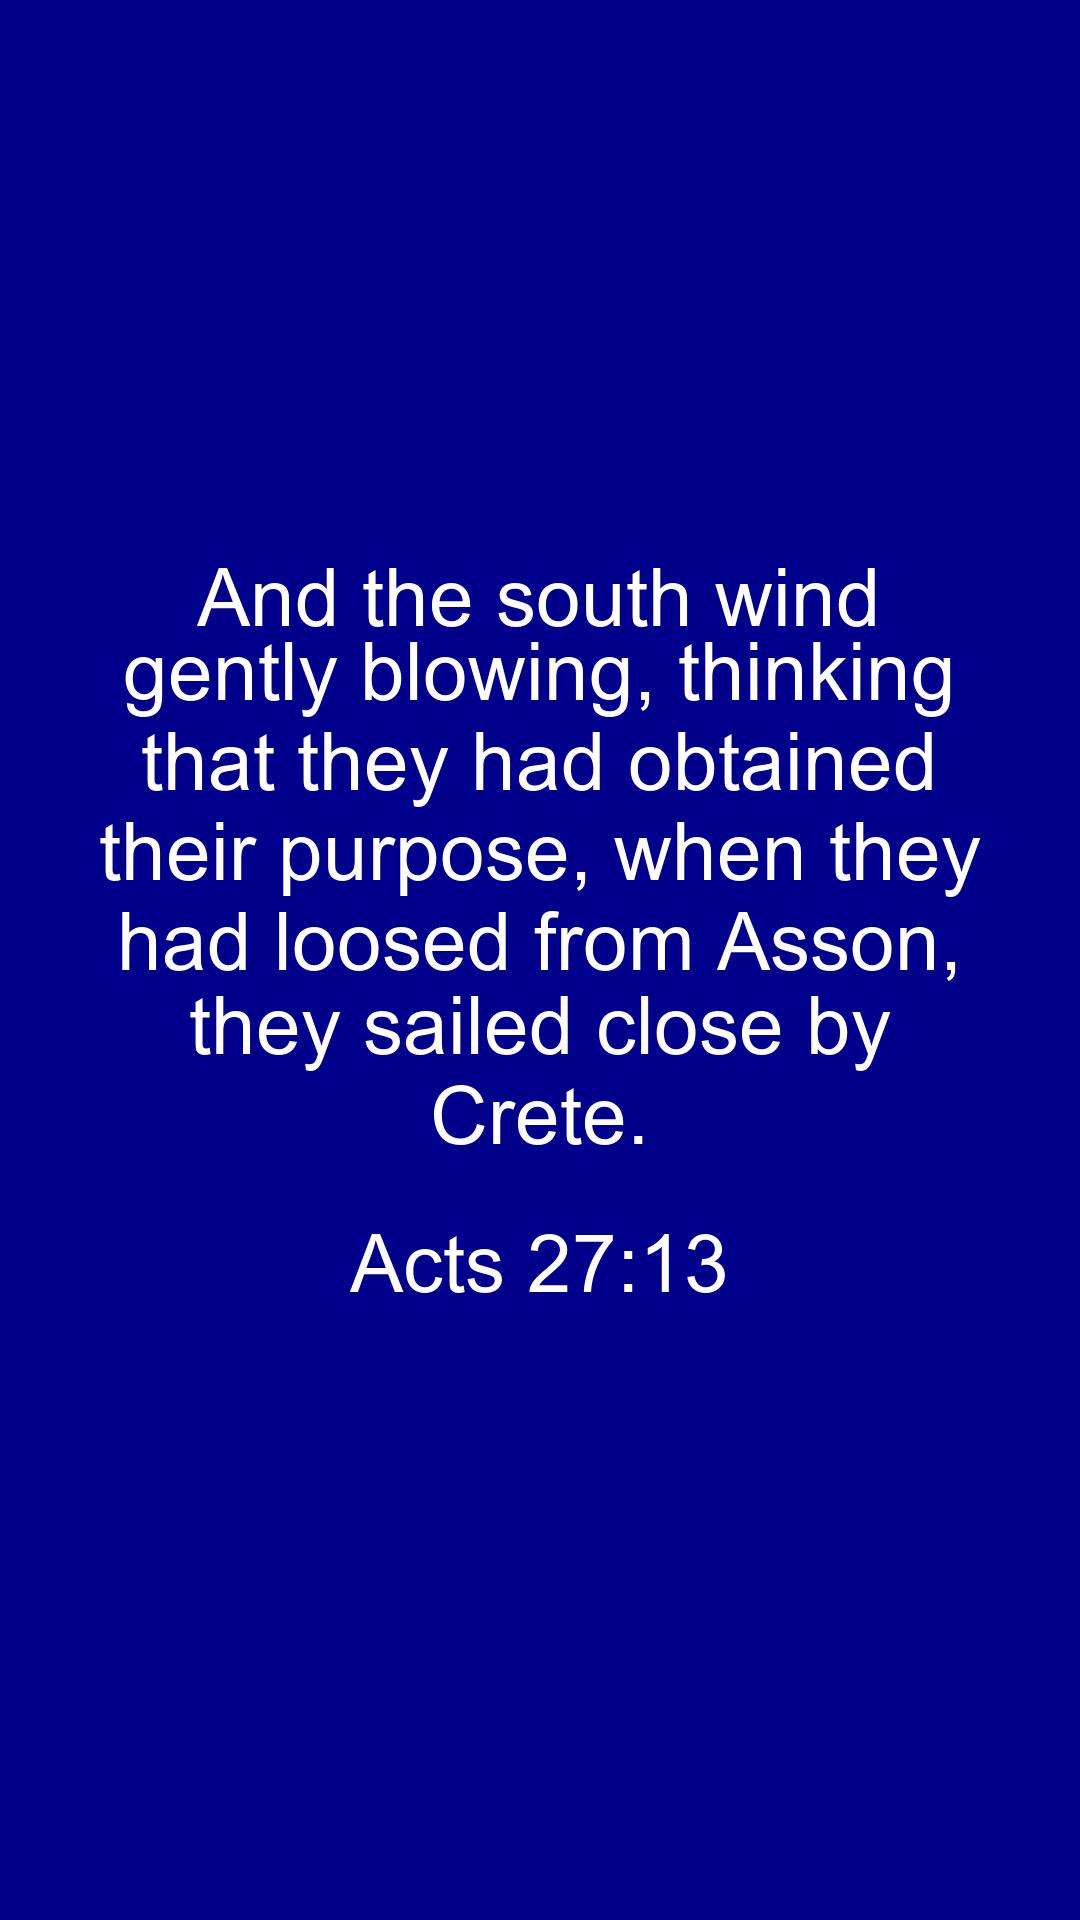 And the south wind
gently blowing, thinking
that they had obtained
their purpose, when they
had loosed from Asson,
they sailed close by
Crete.
Acts 27:13